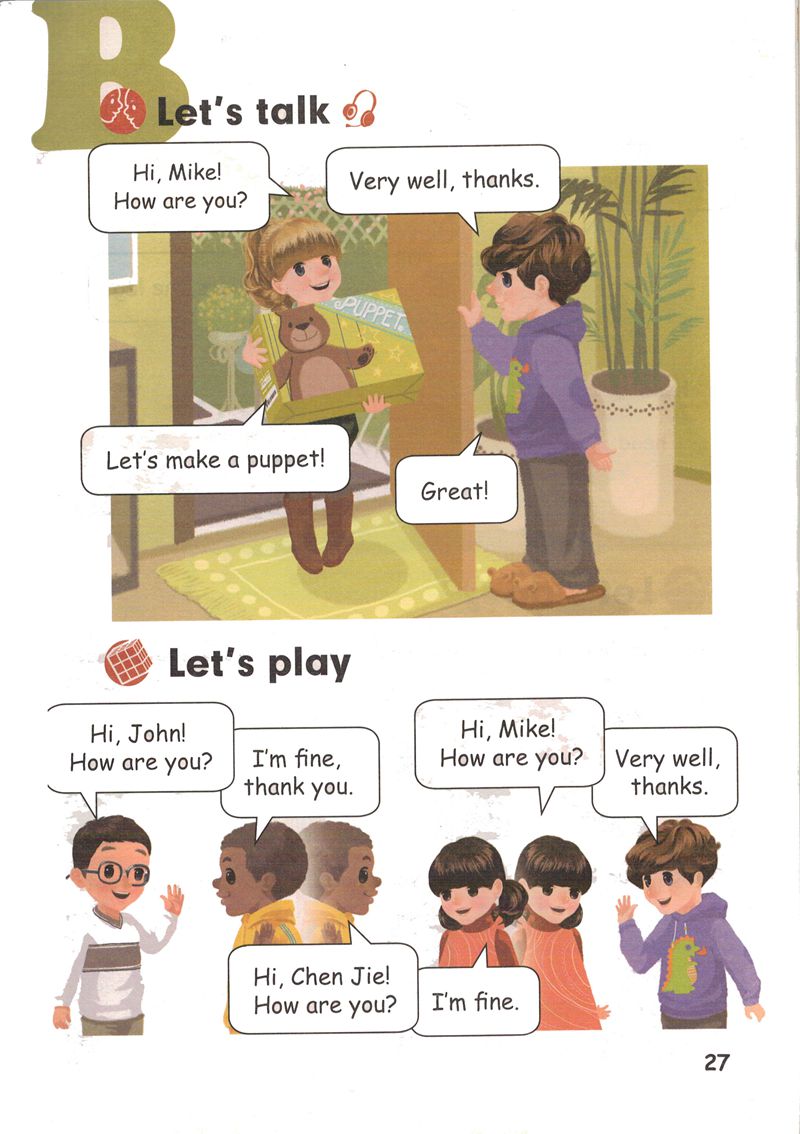 B
Let's talk
Hi, Mike!
How are you?
Very well, thanks.
PUPPET
Let's make a puppet!
Great!
Let's play
Hi, John!
How are you?
I'm fine,
thank you.
Hi, Chen Jie!
How are you?
I'm fine.
Hi, Mike!
How are you?
Very well,
thanks.
27